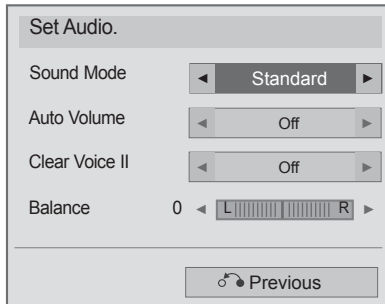 Set Audio.
Sound Mode ◄ Standard ►
Auto Volume ◄ Off ►
Clear Voice II ◄ Off ►
Balance 0 ◄ L R ►
Previous